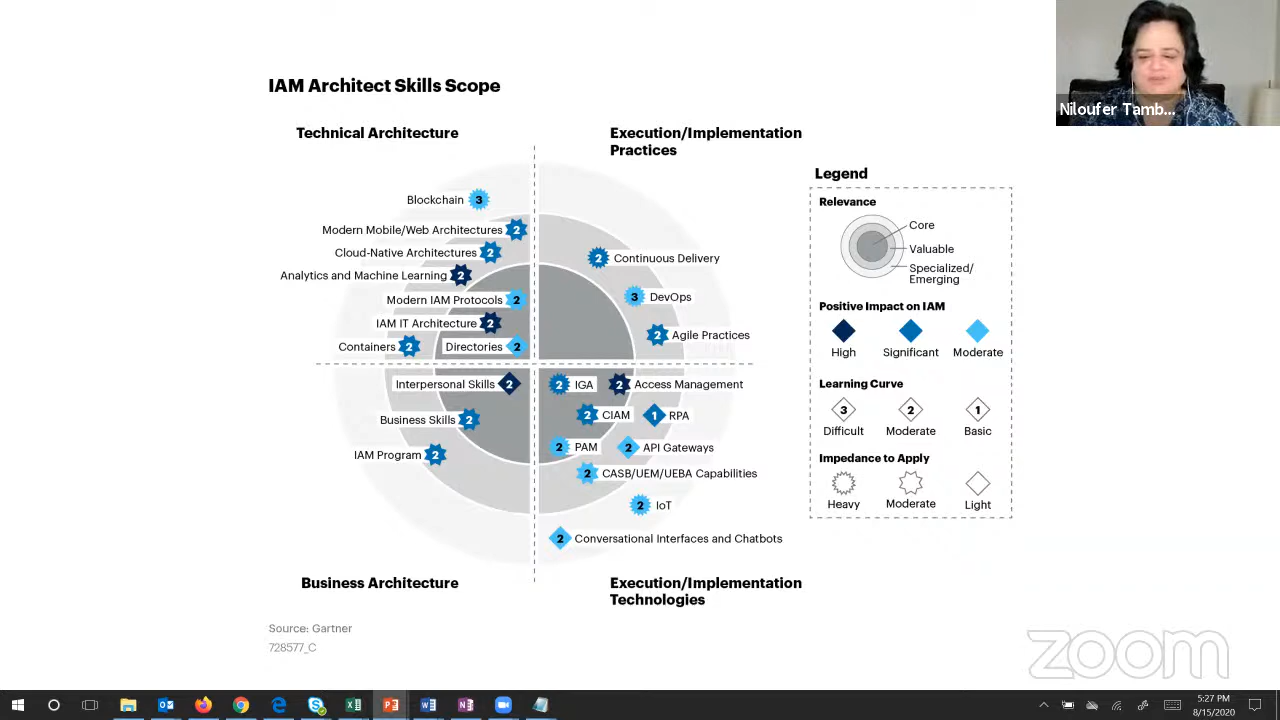 Niloufer Tamb...
IAM Architect Skills Scope
Technical Architecture
Execution/Implementation
Practices
Blockchain 3
Modern Mobile/Web Architectures 2
Cloud-Native Architectures 2
Analytics and Machine Learning 2
Modern IAM Protocols 2
IAM IT Architecture 2
Containers 2
Directories 2
2 Continuous Delivery
3 DevOps
2 Agile Practices
Interpersonal Skills 2
Business Skills 2
IAM Program 2
2 IGA
2 Access Management
2 CIAM
1 RPA
2 PAM
2 API Gateways
2 CASB/UEM/UEBA Capabilities
2 IoT
2 Conversational Interfaces and Chatbots
Business Architecture
Execution/Implementation
Technologies
Legend
Relevance
Core
Valuable
Specialized/
Emerging
Positive Impact on IAM
High
Significant
Moderate
Learning Curve
3
2
1
Difficult
Moderate
Basic
Impedance to Apply
Heavy
Moderate
Light
Source: Gartner
728577_C
zoom
5:27 PM
8/15/2020